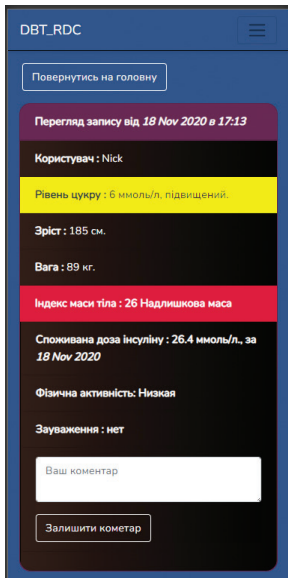 DBT_RDC
Повернутись на головну
Перегляд запису від 18 Nov 2020 в 17:13
Користувач : Nick
Рівень цукру : 6 ммоль/л, підвищений.
Зріст : 185 см.
Вага : 89 кг.
Індекс маси тіла : 26 Надлишкова маса
Споживана доза інсуліну : 26.4 ммоль/л., за
18 Nov 2020
Фізична активність: Низкая
Зауваження : нет
Ваш коментар
Залишити кометар